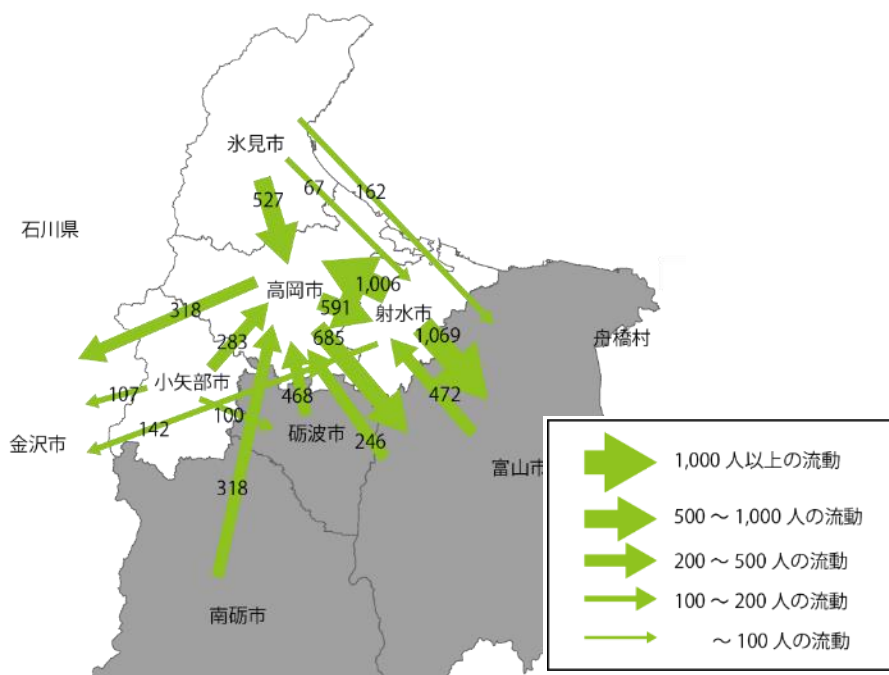 氷見市
67
162
527
石川県
高岡市
1,006
591
射水市
318
685
1,069
舟橋村
283
小矢部市
107
468
472
100
142
砺波市
246
金沢市
富山市
318
南砺市
1,000 人以上の流動
500 ～ 1,000 人の流動
200 ～ 500 人の流動
100 ～ 200 人の流動
～ 100 人の流動